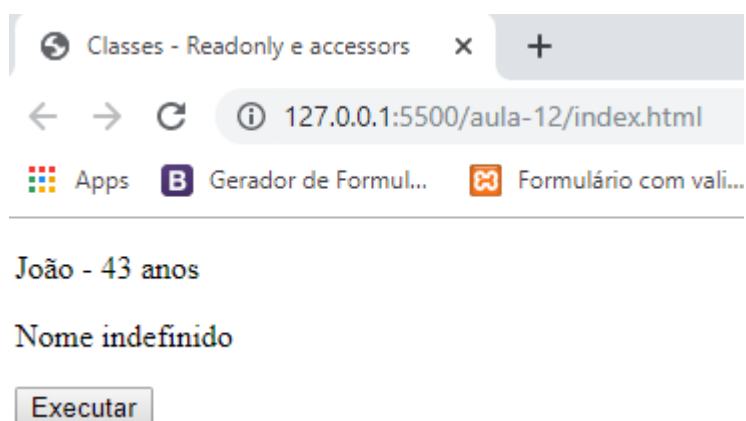 Classes - Readonly e accessors
127.0.0.1:5500/aula-12/index.html
Apps B Gerador de Formul... Formulário com vali...
João - 43 anos
Nome indefinido
Executar